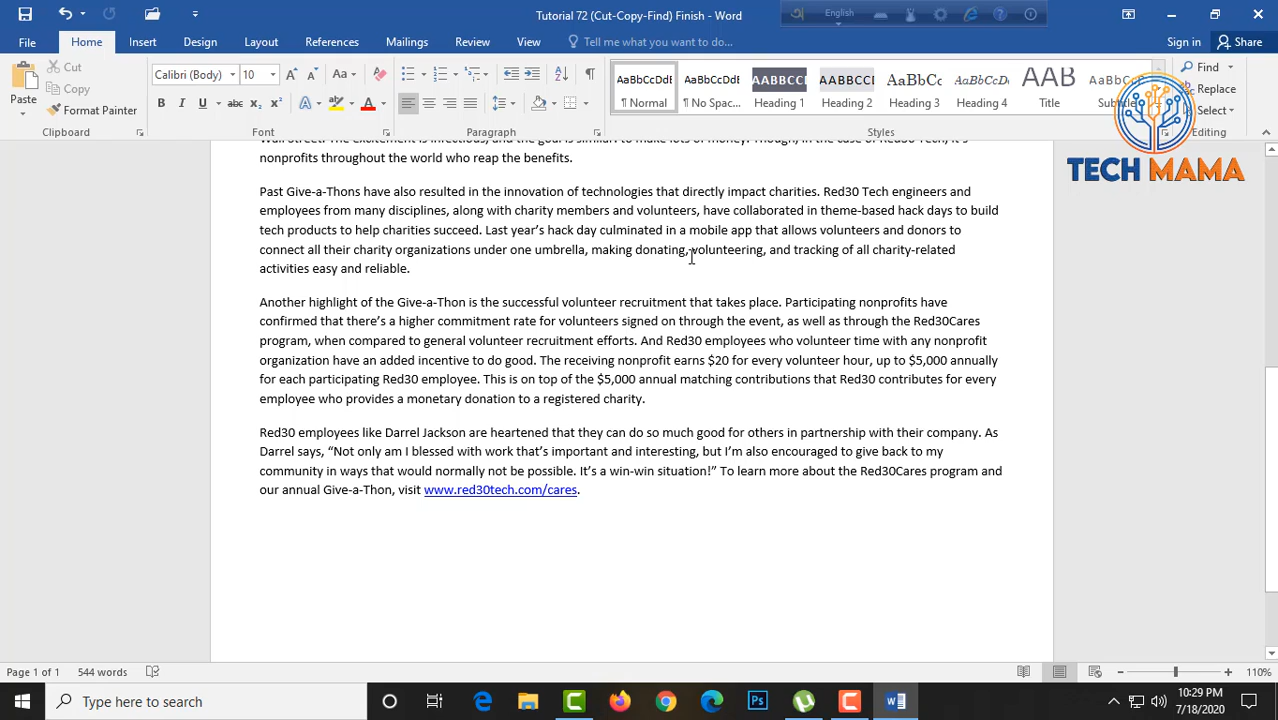 Tutorial 72 (Cut-Copy-Find) Finish - Word
English
File Home Insert Design Layout References Mailings Review View Tell me what you want to do... Sign in Share
Paste
Cut
Copy
Format Painter
Clipboard
Calibri (Body) 10
Font
Paragraph
AaBbCcDdE AaBbCcDdE AABBCCI AABBCCI AaBbCc AaBbCcD AAB AaBbCcD
¶ Normal ¶ No Spac... Heading 1 Heading 2 Heading 3 Heading 4 Title
Styles
Find
Replace
Select
Editing
TECH MAMA
nonprofits throughout the world who reap the benefits.
Past Give-a-Thons have also resulted in the innovation of technologies that directly impact charities. Red30 Tech engineers and
employees from many disciplines, along with charity members and volunteers, have collaborated in theme-based hack days to build
tech products to help charities succeed. Last year’s hack day culminated in a mobile app that allows volunteers and donors to
connect all their charity organizations under one umbrella, making donating, volunteering, and tracking of all charity-related
activities easy and reliable.
Another highlight of the Give-a-Thon is the successful volunteer recruitment that takes place. Participating nonprofits have
confirmed that there’s a higher commitment rate for volunteers signed on through the event, as well as through the Red30Cares
program, when compared to general volunteer recruitment efforts. And Red30 employees who volunteer time with any nonprofit
organization have an added incentive to do good. The receiving nonprofit earns $20 for every volunteer hour, up to $5,000 annually
for each participating Red30 employee. This is on top of the $5,000 annual matching contributions that Red30 contributes for every
employee who provides a monetary donation to a registered charity.
Red30 employees like Darrel Jackson are heartened that they can do so much good for others in partnership with their company. As
Darrel says, “Not only am I blessed with work that’s important and interesting, but I’m also encouraged to give back to my
community in ways that would normally not be possible. It’s a win-win situation!” To learn more about the Red30Cares program and
our annual Give-a-Thon, visit www.red30tech.com/cares.
Page 1 of 1 544 words 110%
Type here to search
10:29 PM
7/18/2020